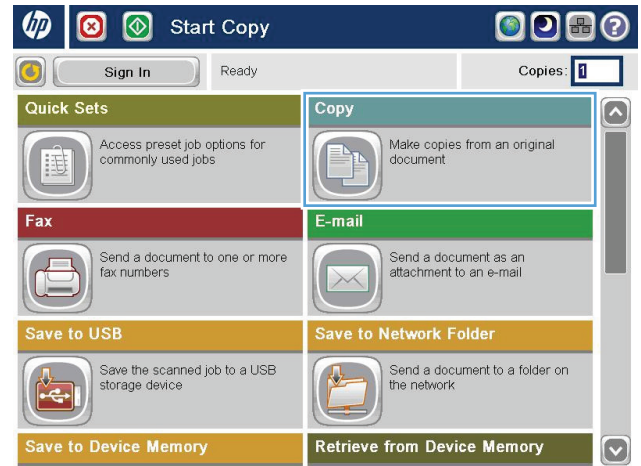 hp Start Copy ?
Sign In Ready Copies: 1
Quick Sets
Access preset job options for
commonly used jobs
Copy
Make copies from an original
document
Fax
Send a document to one or more
fax numbers
E-mail
Send a document as an
attachment to an e-mail
Save to USB
Save the scanned job to a USB
storage device
Save to Network Folder
Send a document to a folder on
the network
Save to Device Memory
Retrieve from Device Memory